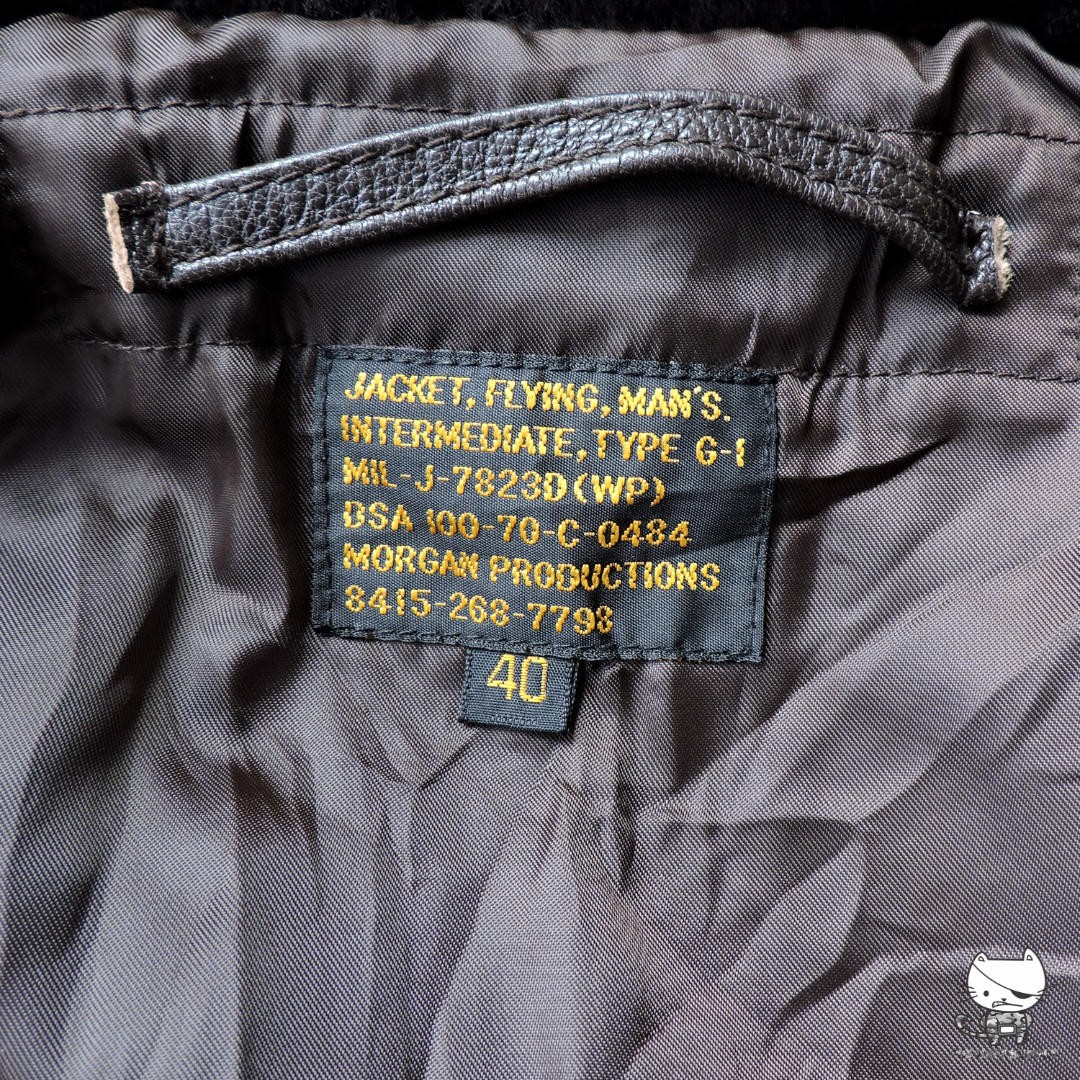 JACKET, FLYING, MAN'S.
INTERMEDIATE, TYPE G-1
MIL-J-7823D (WP)
DSA 100-70-C-0484
MORGAN PRODUCTIONS
8415-268-7798
40